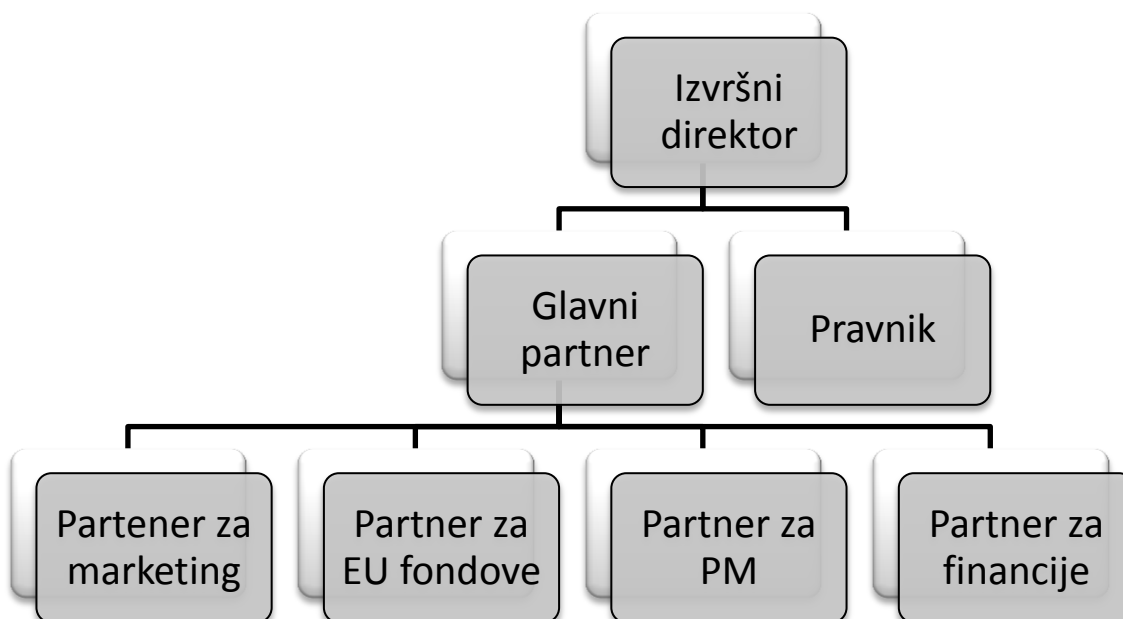 Izvršni
direktor
Glavni
partner
Pravnik
Partener za
marketing
Partner za
EU fondove
Partner za
PM
Partner za
financije